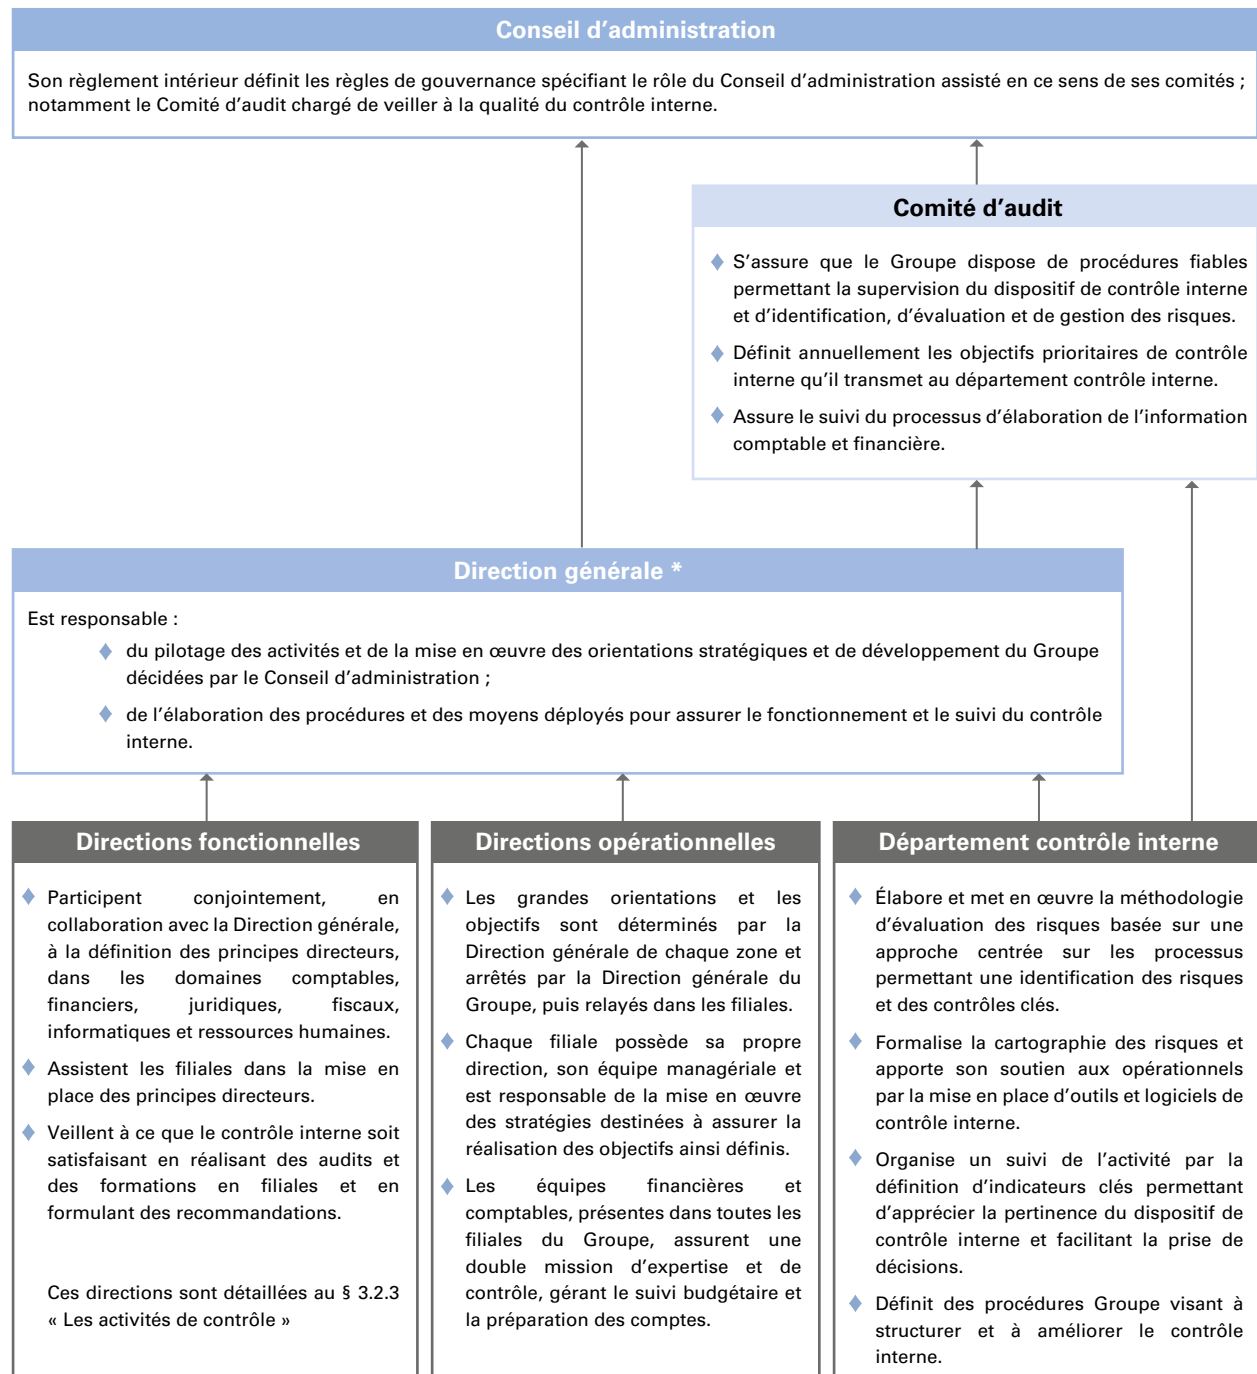 Conseil d’administration
Son règlement intérieur définit les règles de gouvernance spécifiant le rôle du Conseil d’administration assisté en ce sens de ses comités ;
notamment le Comité d’audit chargé de veiller à la qualité du contrôle interne.
Comité d’audit
♦ S’assure que le Groupe dispose de procédures fiables
permettant la supervision du dispositif de contrôle interne
et d’identification, d’évaluation et de gestion des risques.
♦ Définit annuellement les objectifs prioritaires de contrôle
interne qu’il transmet au département contrôle interne.
♦ Assure le suivi du processus d’élaboration de l’information
comptable et financière.
Direction générale *
Est responsable :
♦ du pilotage des activités et de la mise en œuvre des orientations stratégiques et de développement du Groupe
décidées par le Conseil d’administration ;
♦ de l’élaboration des procédures et des moyens déployés pour assurer le fonctionnement et le suivi du contrôle
interne.
Directions fonctionnelles
♦ Participent conjointement, en
collaboration avec la Direction générale,
à la définition des principes directeurs,
dans les domaines comptables,
financiers, juridiques, fiscaux,
informatiques et ressources humaines.
♦ Assistent les filiales dans la mise en
place des principes directeurs.
♦ Veillent à ce que le contrôle interne soit
satisfaisant en réalisant des audits et
des formations en filiales et en
formulant des recommandations.
Ces directions sont détaillées au § 3.2.3
« Les activités de contrôle »
Directions opérationnelles
♦ Les grandes orientations et les
objectifs sont déterminés par la
Direction générale de chaque zone et
arrêtés par la Direction générale du
Groupe, puis relayés dans les filiales.
♦ Chaque filiale possède sa propre
direction, son équipe managériale et
est responsable de la mise en œuvre
des stratégies destinées à assurer la
réalisation des objectifs ainsi définis.
♦ Les équipes financières et
comptables, présentes dans toutes les
filiales du Groupe, assurent une
double mission d’expertise et de
contrôle, gérant le suivi budgétaire et
la préparation des comptes.
Département contrôle interne
♦ Élabore et met en œuvre la méthodologie
d’évaluation des risques basée sur une
approche centrée sur les processus
permettant une identification des risques
et des contrôles clés.
♦ Formalise la cartographie des risques et
apporte son soutien aux opérationnels
par la mise en place d’outils et logiciels de
contrôle interne.
♦ Organise un suivi de l’activité par la
définition d’indicateurs clés permettant
d’apprécier la pertinence du dispositif de
contrôle interne et facilitant la prise de
décisions.
♦ Définit des procédures Groupe visant à
structurer et à améliorer le contrôle
interne.